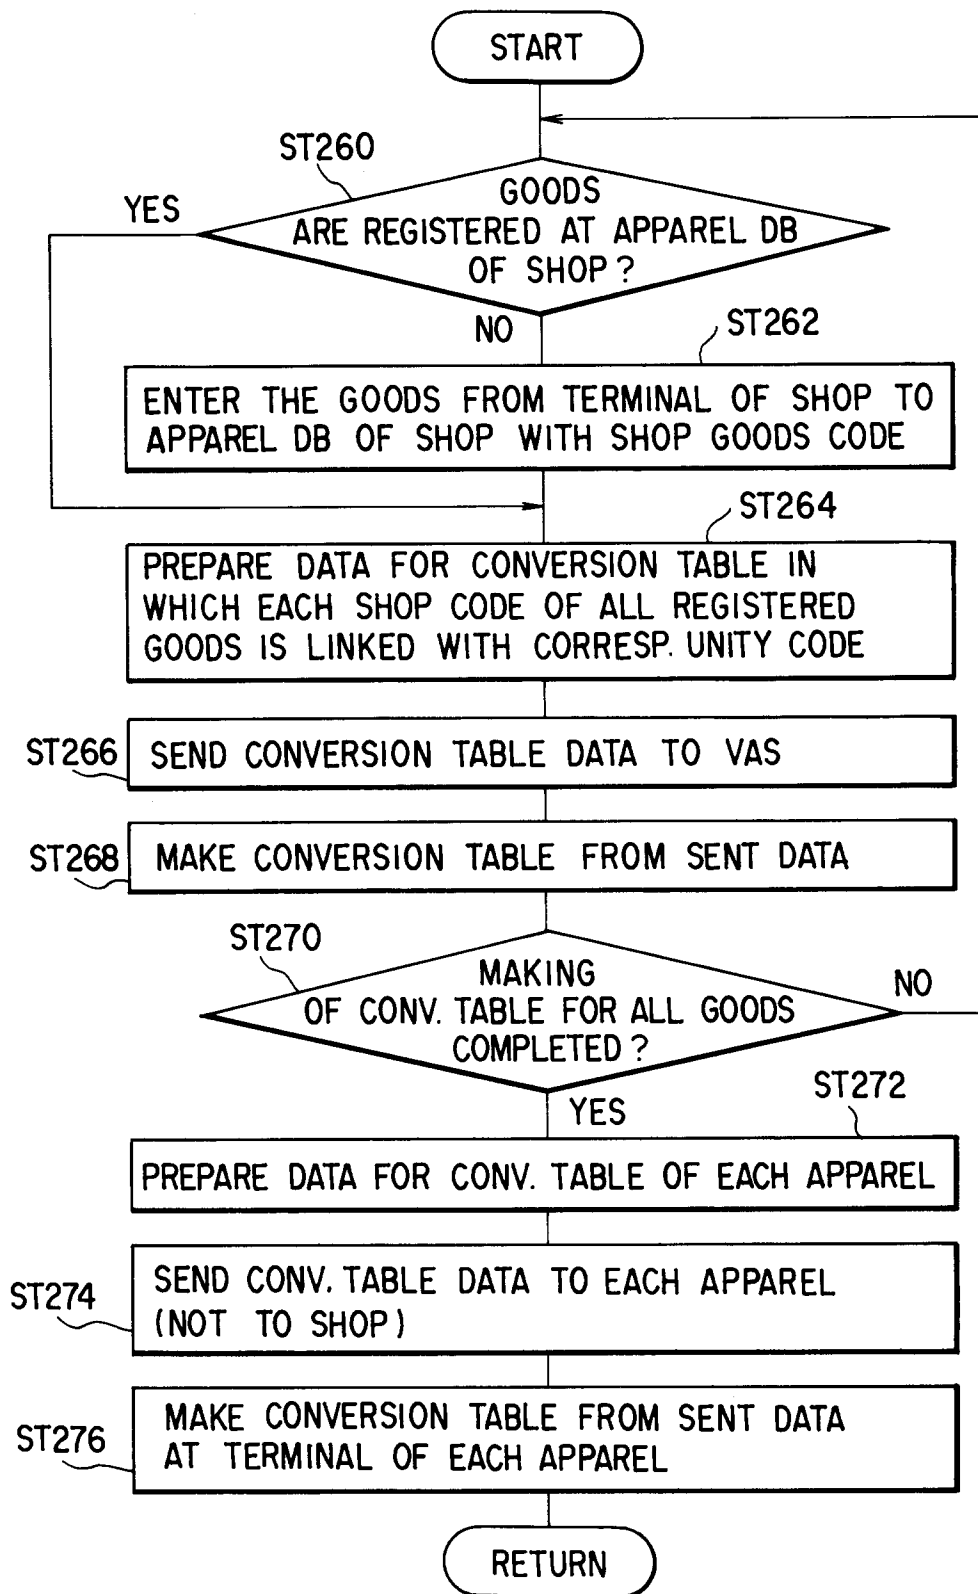 START
ST260
GOODS
YES
ARE REGISTERED AT APPAREL DB
OF SHOP?
NO
ST262
ENTER THE GOODS FROM TERMINAL OF SHOP TO
APPAREL DB OF SHOP WITH SHOP GOODS CODE
ST264
PREPARE DATA FOR CONVERSION TABLE IN
WHICH EACH SHOP CODE OF ALL REGISTERED
GOODS IS LINKED WITH CORRESP. UNITY CODE
ST266
SEND CONVERSION TABLE DATA TO VAS
ST268
MAKE CONVERSION TABLE FROM SENT DATA
ST270
MAKING
OF CONV. TABLE FOR ALL GOODS
COMPLETED?
NO
YES
ST272
PREPARE DATA FOR CONV. TABLE OF EACH APPAREL
ST274
SEND CONV. TABLE DATA TO EACH APPAREL
(NOT TO SHOP)
ST276
MAKE CONVERSION TABLE FROM SENT DATA
AT TERMINAL OF EACH APPAREL
RETURN